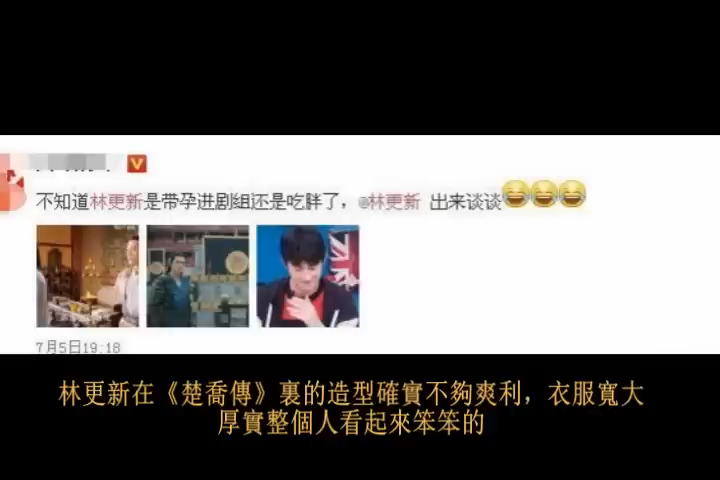 不知道林更新是带孕进剧组还是吃胖了，@林更新 出来谈谈
7月5日19:18
林更新在《楚喬傳》裏的造型確實不夠爽利，衣服寬大
厚實整個人看起來笨笨的